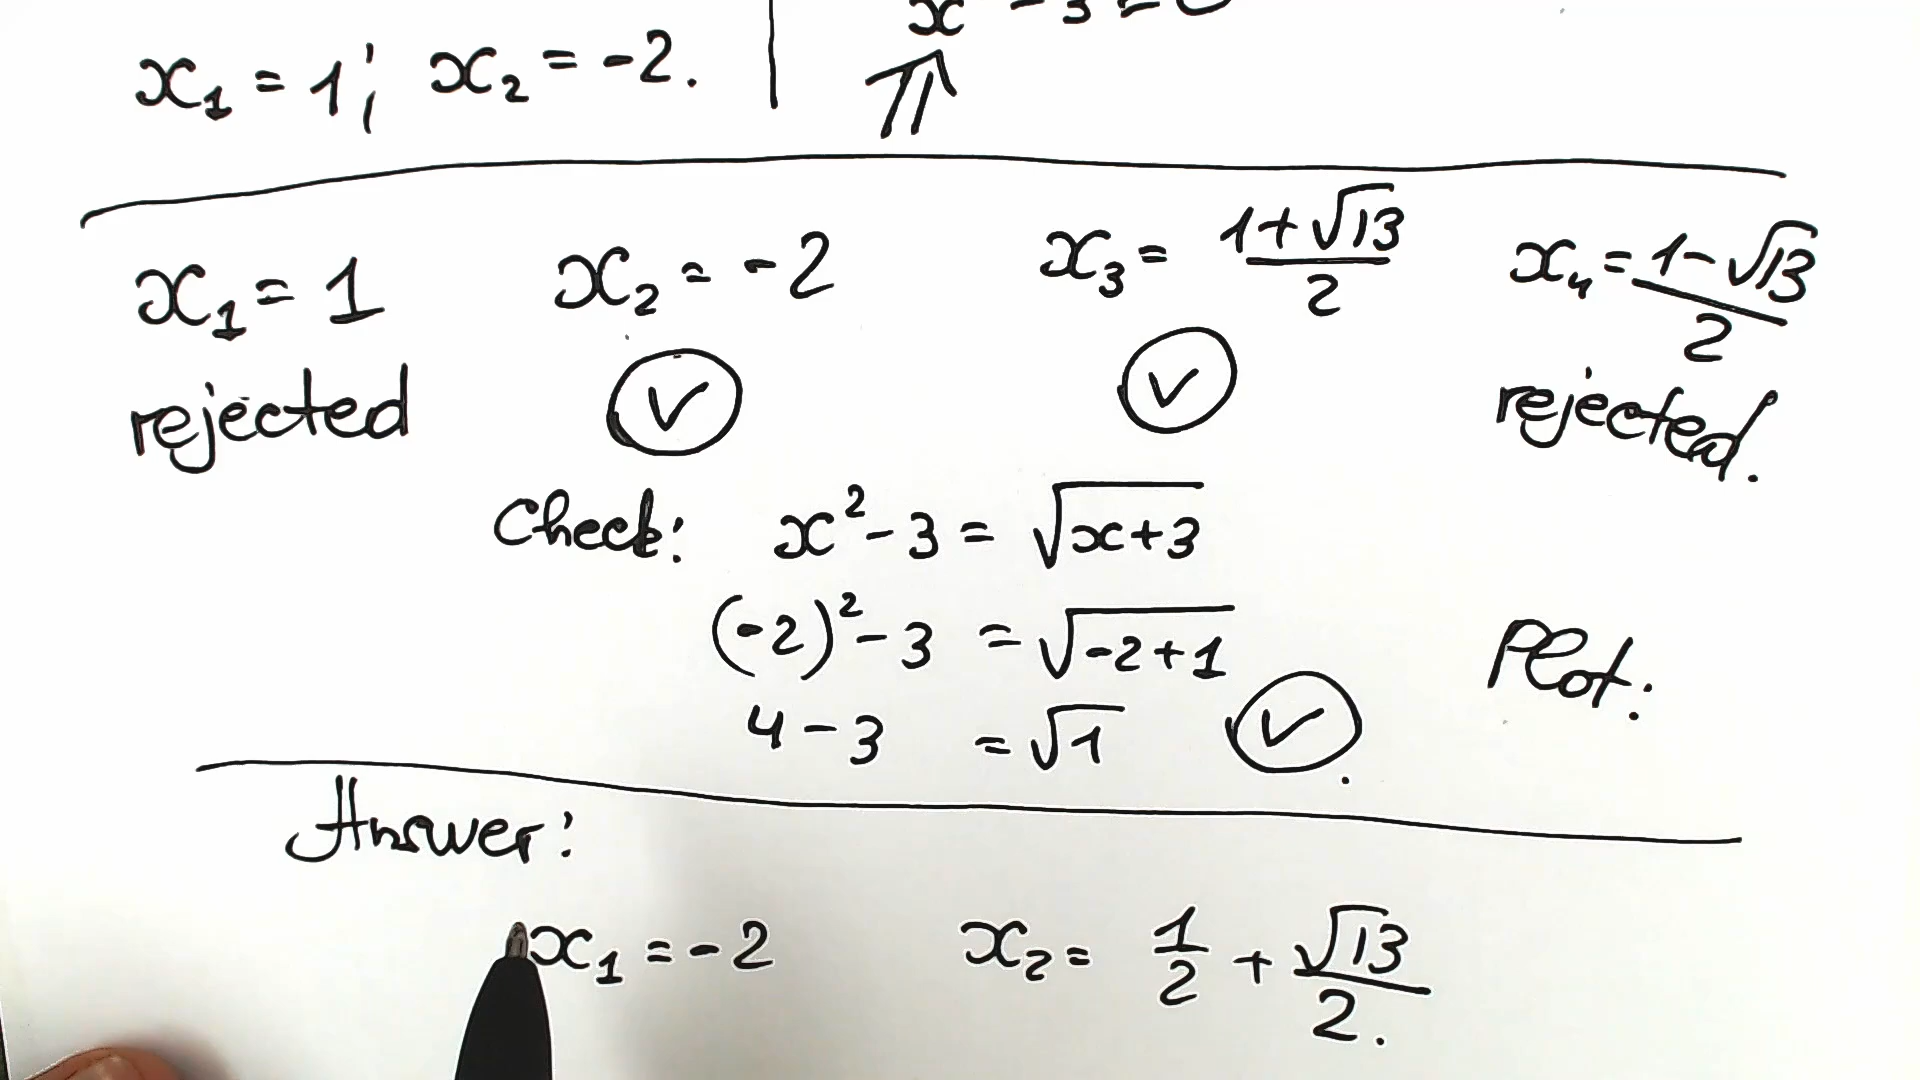 x₁ = 1; x₂ = -2.
x - 3 = 0
x₁ = 1 x₂ = -2 x₃ = (1+√13)/2 x₄ = (1-√13)/2
rejected ✓ ✓ rejected.
Check: x² - 3 = √(x+3)
(-2)² - 3 = √(-2+1)
Plot:
4 - 3 = √1 ✓.
Answer:
x₁ = -2 x₂ = 1/2 + √13/2.